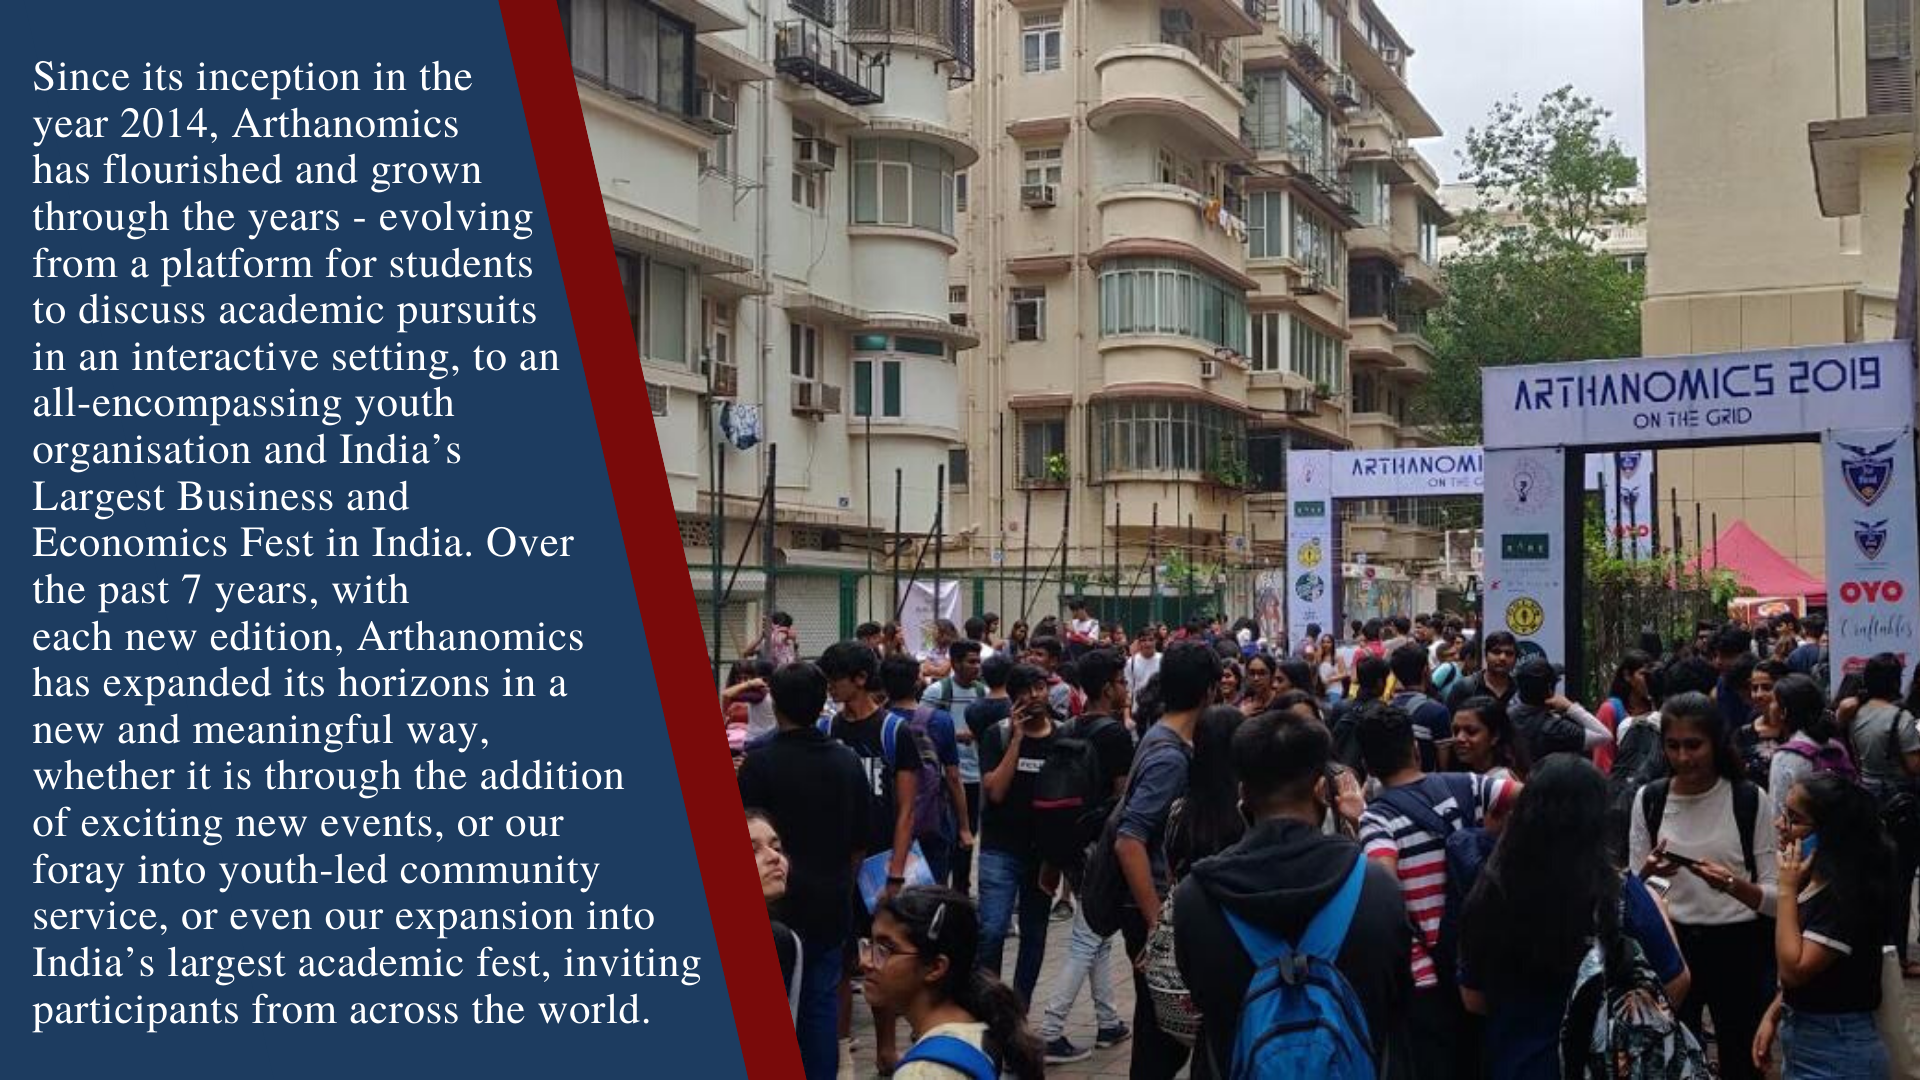 Since its inception in the
year 2014, Arthanomics
has flourished and grown
through the years - evolving
from a platform for students
to discuss academic pursuits
in an interactive setting, to an
all-encompassing youth
organisation and India’s
Largest Business and
Economics Fest in India. Over
the past 7 years, with
each new edition, Arthanomics
has expanded its horizons in a
new and meaningful way,
whether it is through the addition
of exciting new events, or our
foray into youth-led community
service, or even our expansion into
India’s largest academic fest, inviting
participants from across the world.
ARTHANOMICS 2019
ON THE GRID
ARTHANOMI
ON THE G
OYO
Craftables
OYO